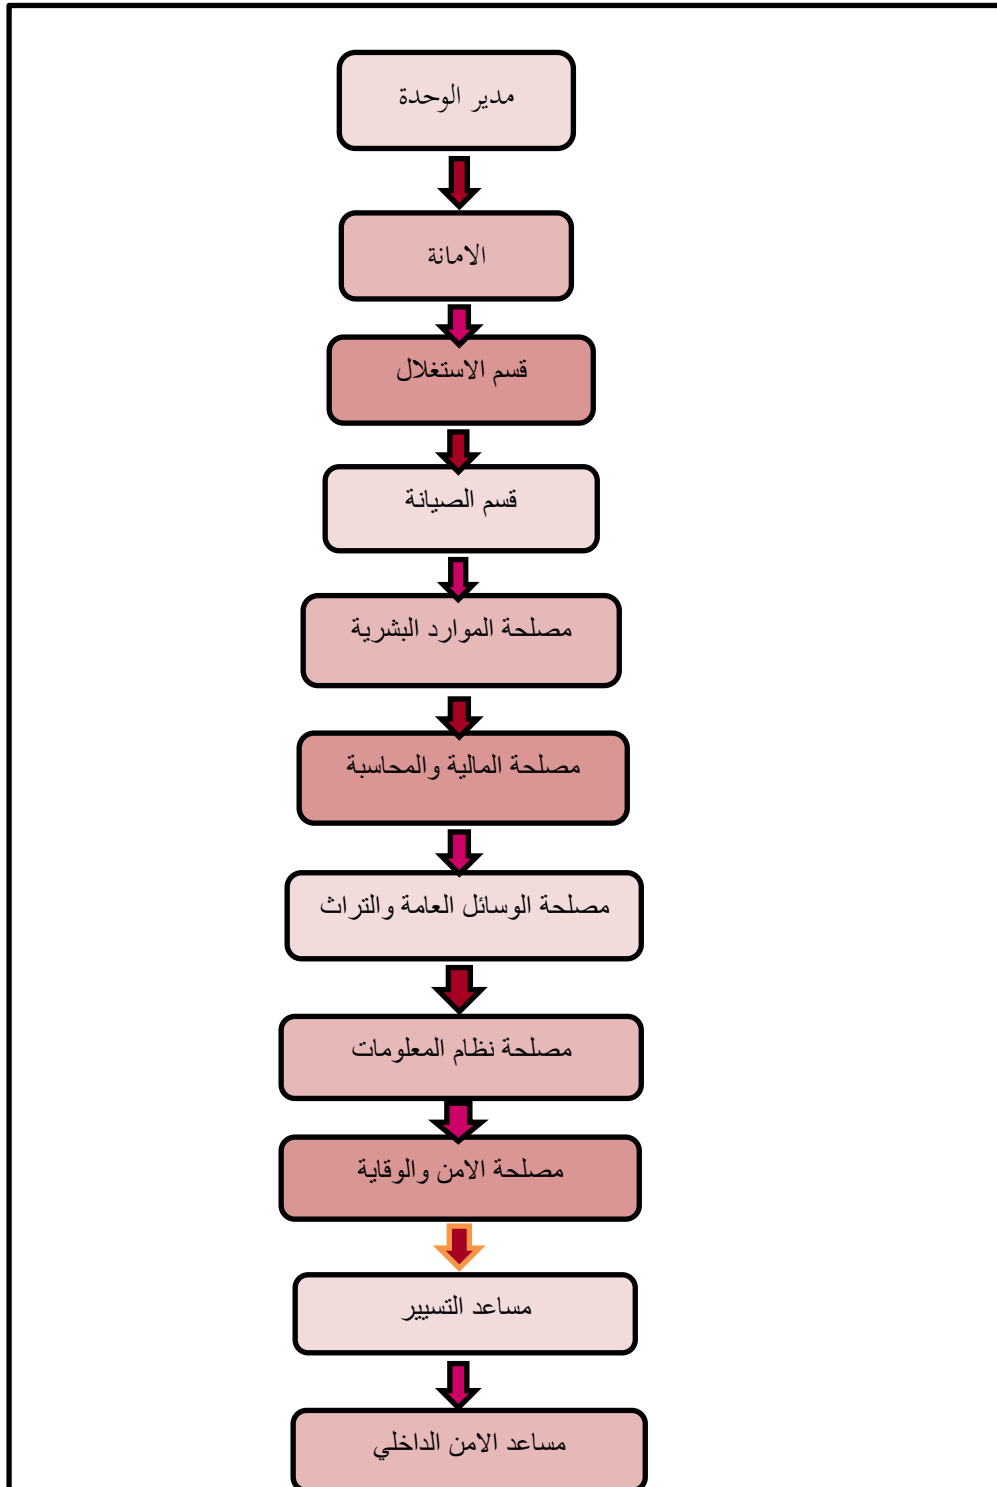 مدير الوحدة
الامانة
قسم الاستغلال
قسم الصيانة
مصلحة الموارد البشرية
مصلحة المالية والمحاسبة
مصلحة الوسائل العامة والتراث
مصلحة نظام المعلومات
مصلحة الامن والوقاية
مساعد التسيير
مساعد الامن الداخلي